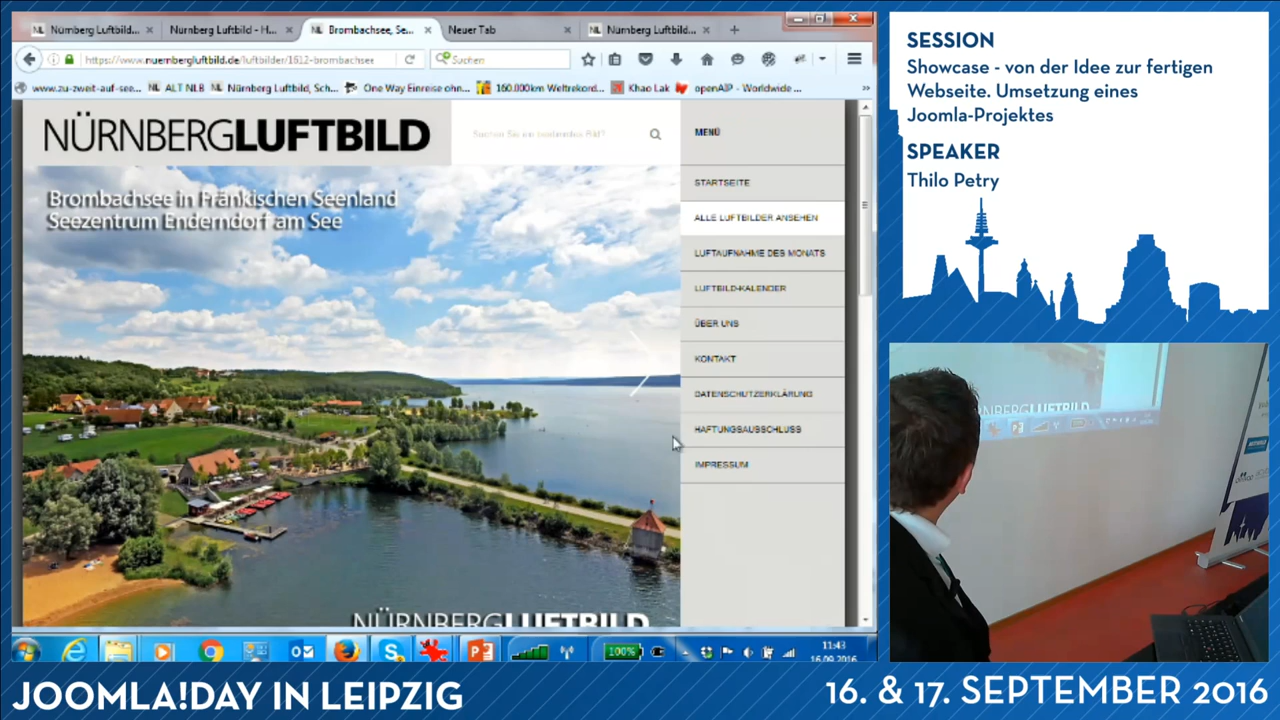 Nürnberg Luftbild...
Nürnberg Luftbild - H...
Brombachsee, Se...
Neuer Tab
Nürnberg Luftbild...
https://www.nuernbergluftbild.de/luftbilder/1612-brombachsee
Suchen
www.zu-zweit-auf-see...
ALT NLB
Nürnberg Luftbild, Sch...
One Way Einreise ohn...
160.000km Weltrekord...
Khao Lak
openAIP - Worldwide ...
NÜRNBERGLUFTBILD
Suchen Sie ein bestimmtes Bild?
MENÜ
Brombachsee in Fränkischen Seenland
Seezentrum Enderndorf am See
STARTSEITE
ALLE LUFTBILDER ANSEHEN
LUFTAUFNAHME DES MONATS
LUFTBILD-KALENDER
ÜBER UNS
KONTAKT
DATENSCHUTZERKLÄRUNG
HAFTUNGSAUSSCHLUSS
IMPRESSUM
NÜRNBERGLUFTBILD
100%
11:43
16.09.2016
SESSION
Showcase - von der Idee zur fertigen
Webseite. Umsetzung eines
Joomla-Projektes
SPEAKER
Thilo Petry
NÜRNBERGLUFTBILD
JOOMLA!DAY IN LEIPZIG
16. & 17. SEPTEMBER 2016